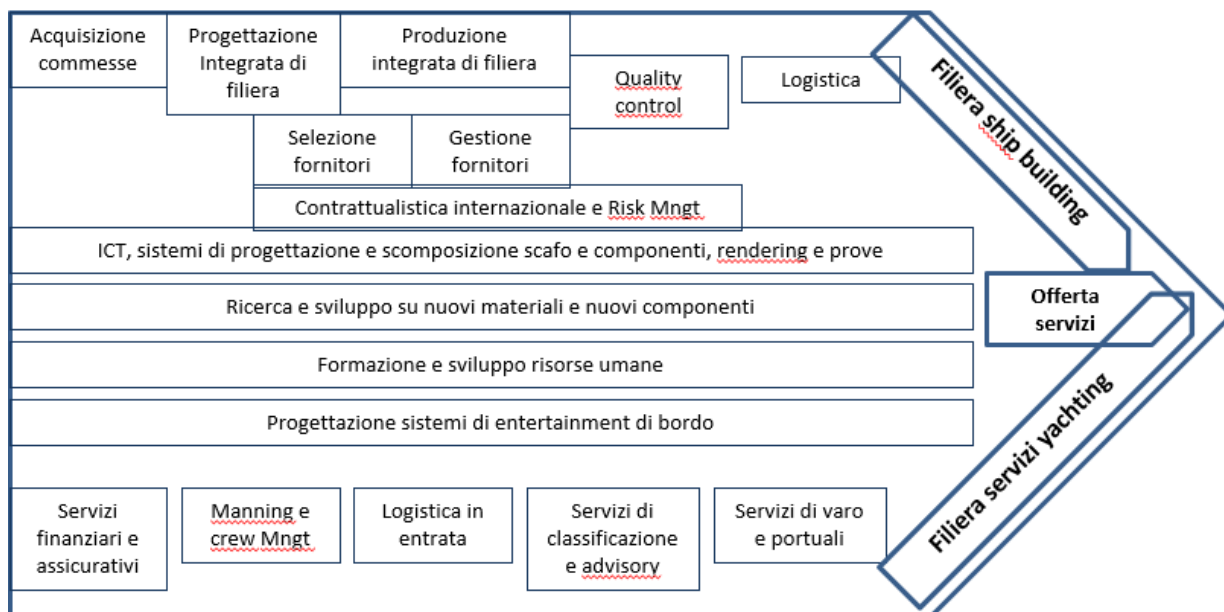 Acquisizione
commesse
Progettazione
Integrata di
filiera
Produzione
integrata di filiera
Quality
control
Logistica
Filiera ship building
Selezione
fornitori
Gestione
fornitori
Contrattualistica internazionale e Risk Mngt
ICT, sistemi di progettazione e scomposizione scafo e componenti, rendering e prove
Ricerca e sviluppo su nuovi materiali e nuovi componenti
Offerta
servizi
Formazione e sviluppo risorse umane
Progettazione sistemi di entertainment di bordo
Filiera servizi yachting
Servizi
finanziari e
assicurativi
Manning e
crew Mngt
Logistica in
entrata
Servizi di
classificazione
e advisory
Servizi di varo
e portuali